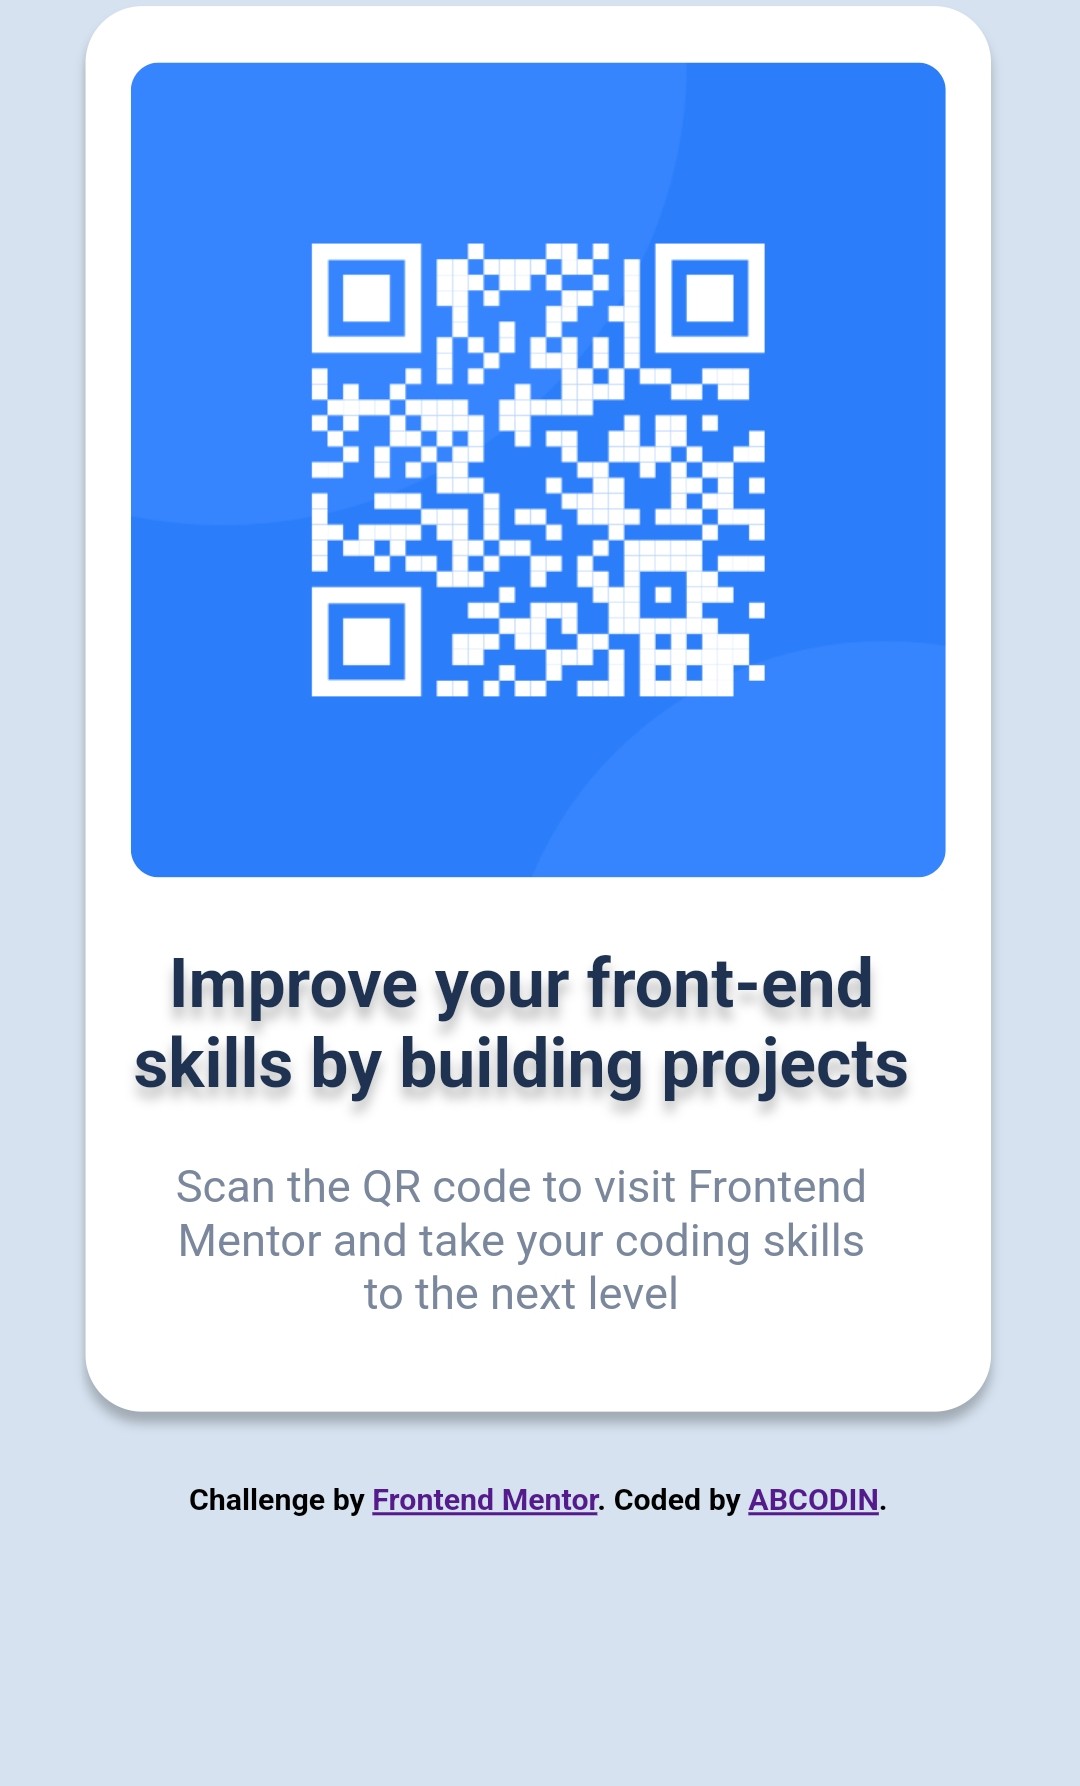 Improve your front-end
skills by building projects
Scan the QR code to visit Frontend
Mentor and take your coding skills
to the next level
Challenge by Frontend Mentor. Coded by ABCODIN.